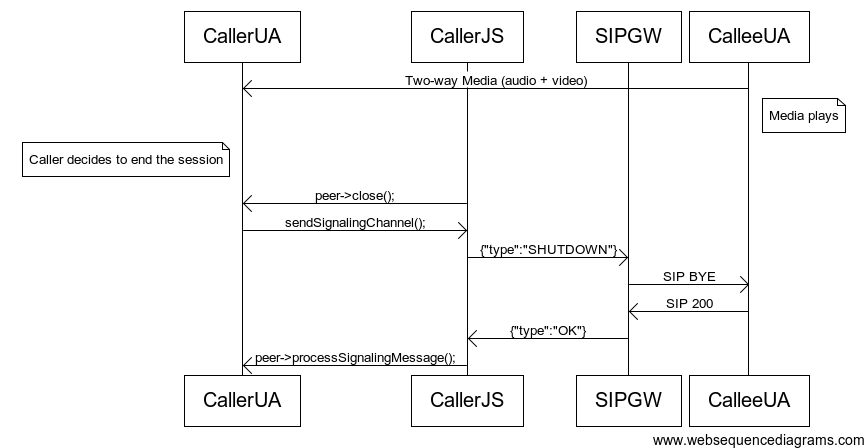 CallerUA CallerJS SIPGW CalleeUA
Two-way Media (audio + video)
Media plays
Caller decides to end the session
peer->close();
sendSignalingChannel();
{"type":"SHUTDOWN"}
SIP BYE
SIP 200
{"type":"OK"}
peer->processSignalingMessage();
CallerUA CallerJS SIPGW CalleeUA
www.websequencediagrams.com